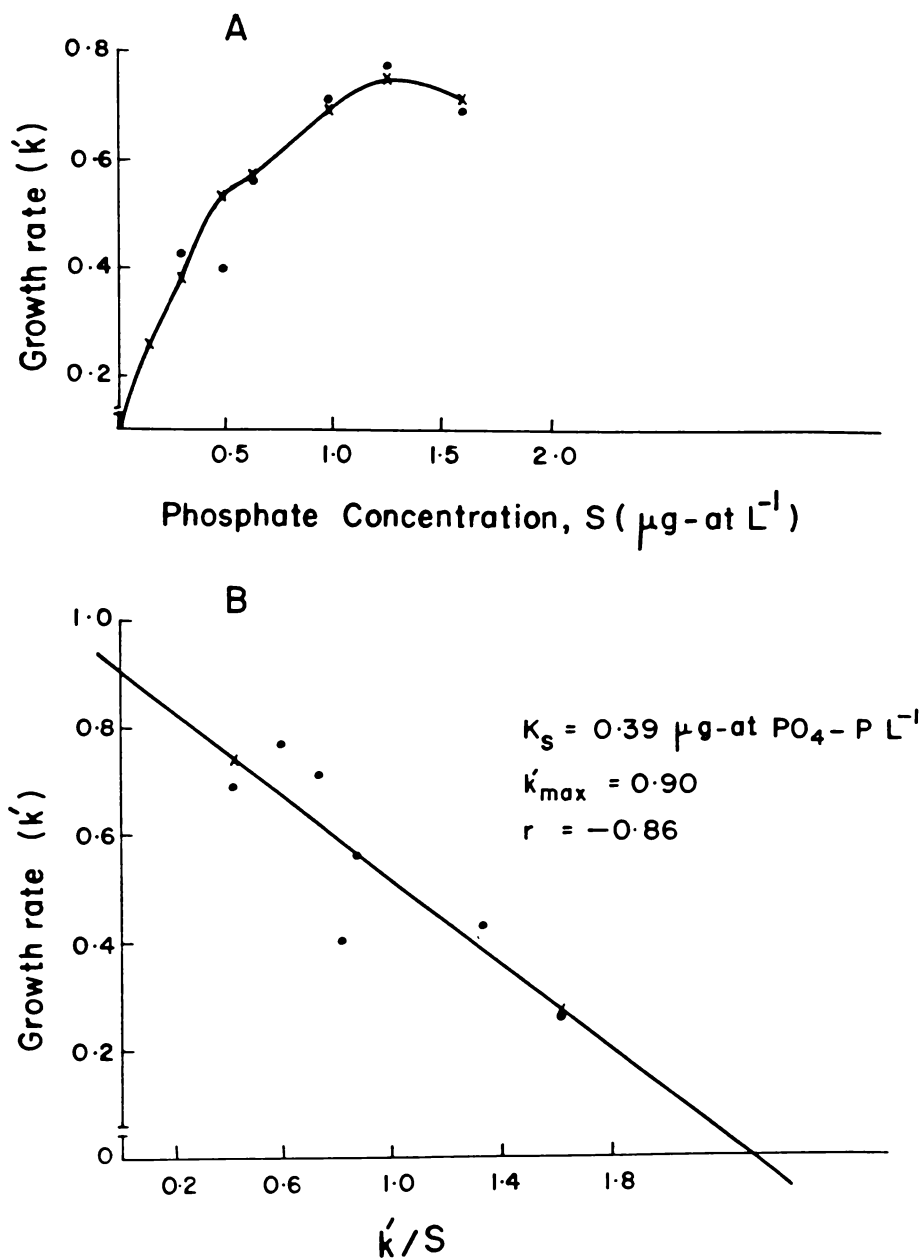 A
0·8
0·6
0·4
0·2
Growth rate (ḱ)
0·5 1·0 1·5 2·0
Phosphate Concentration, S (μg-at L⁻¹)
B
1·0
0·8
0·6
0·4
0·2
0
Growth rate (ḱ)
Kₛ = 0·39 μg-at PO₄-P L⁻¹
ḱmax = 0·90
r = -0·86
0·2 0·6 1·0 1·4 1·8
ḱ/S